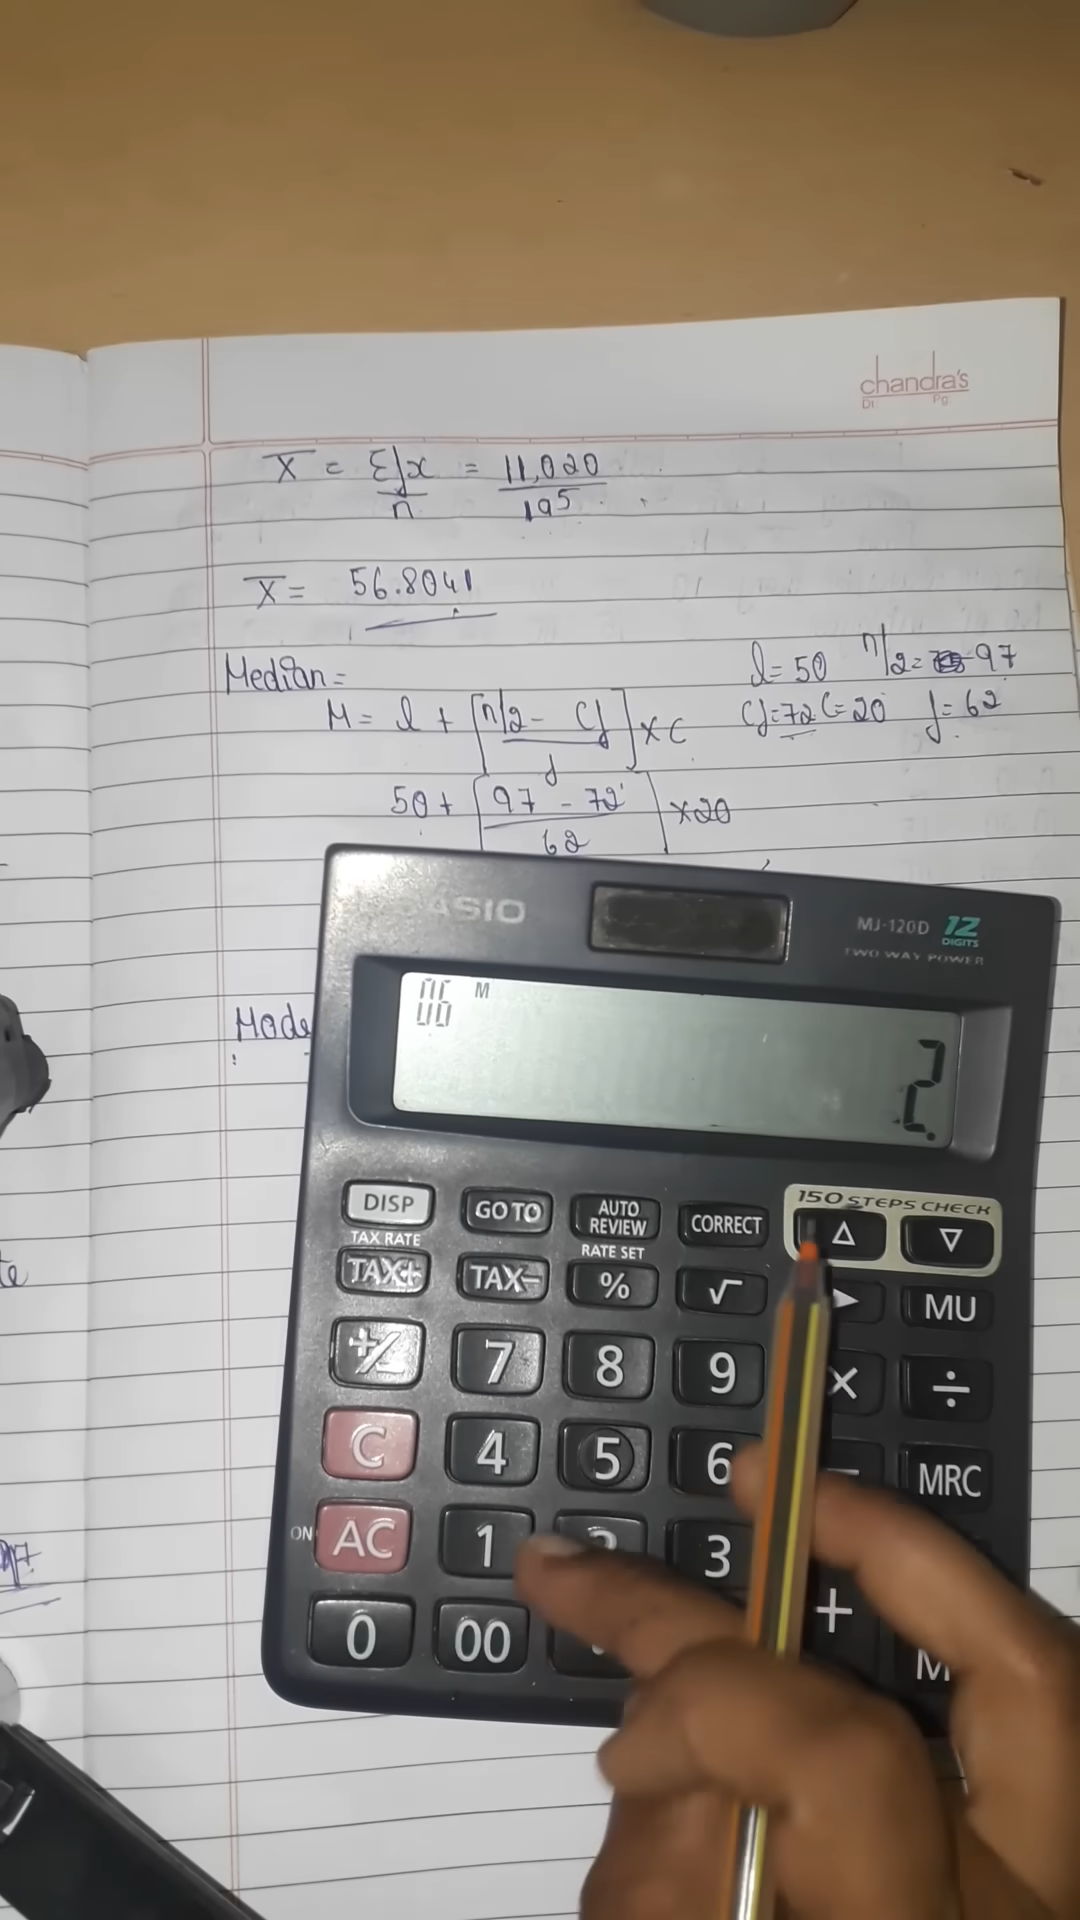 chandra's
Dt Pg
X̅ = Σfx = 11,020
n 195
X̅ = 56.8041
Median =
l = 50 n/2 = 97
M = l + [n/2 - Cf / f] x C
Cf = 72 C = 20 f = 62
50 + [97 - 72 / 62] x 20
CASIO
MJ-120D 12 DIGITS
TWO WAY POWER
06 M
2.
Mode
DISP GO TO AUTO REVIEW CORRECT 150 STEPS CHECK △ ▽
TAX RATE RATE SET
TAX+ TAX- % √ ▶ MU
+/- 7 8 9 × ÷
C 4 5 6 − MRC
ON AC 1 2 3 +
0 00 · M